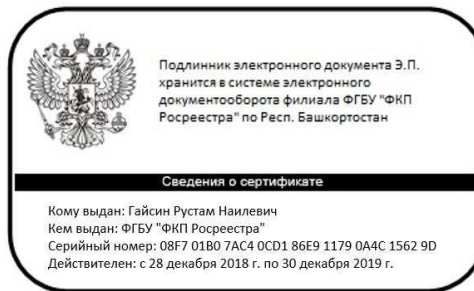 Подлинник электронного документа Э.П.
хранится в системе электронного
документооборота филиала ФГБУ "ФКП
Росреестра" по Респ. Башкортостан
Сведения о сертификате
Кому выдан: Гайсин Рустам Наилевич
Кем выдан: ФГБУ "ФКП Росреестра"
Серийный номер: 08F7 01B0 7AC4 0CD1 86E9 1179 0A4C 1562 9D
Действителен: с 28 декабря 2018 г. по 30 декабря 2019 г.